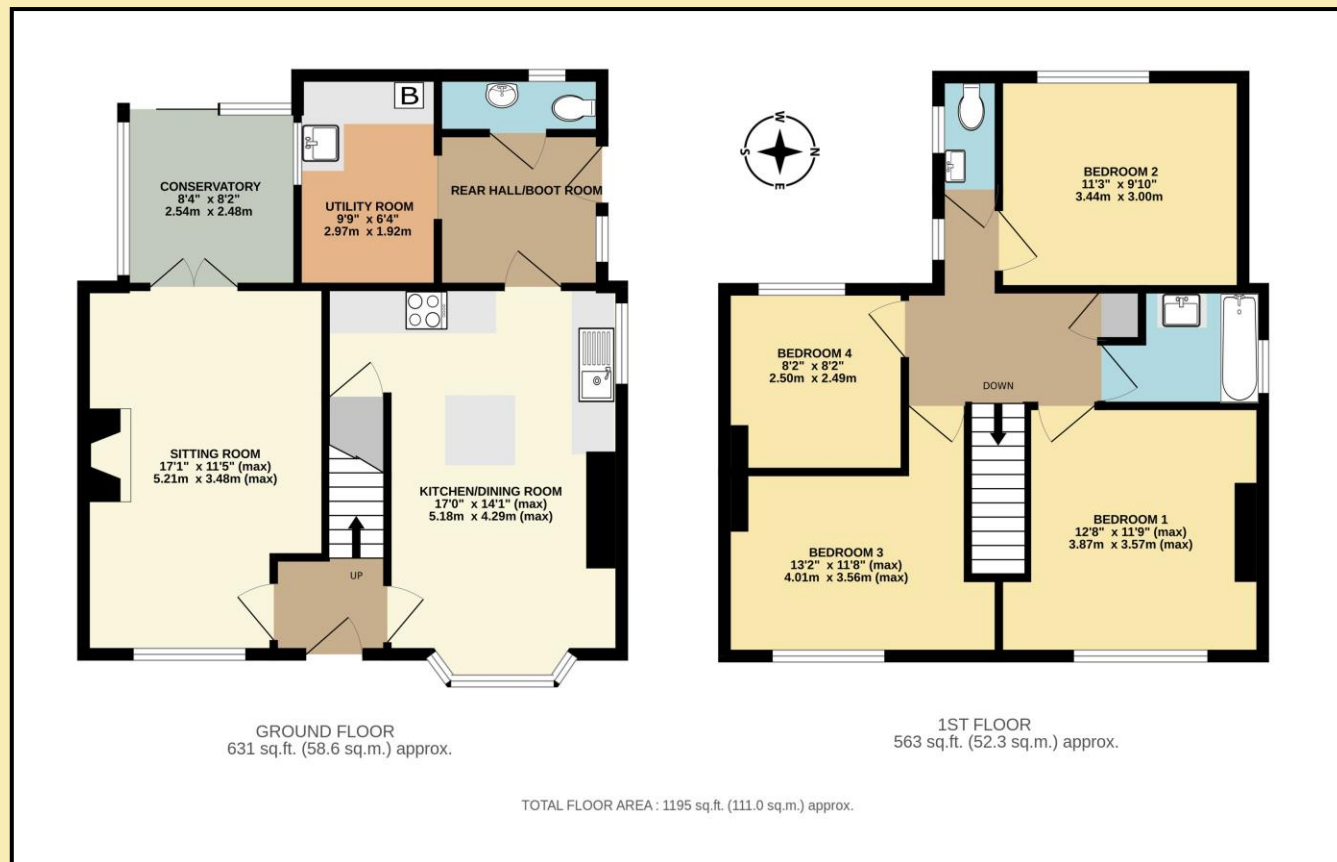 B
CONSERVATORY
8'4" x 8'2"
2.54m x 2.48m
UTILITY ROOM
9'9" x 6'4"
2.97m x 1.92m
REAR HALL/BOOT ROOM
SITTING ROOM
17'1" x 11'5" (max)
5.21m x 3.48m (max)
KITCHEN/DINING ROOM
17'0" x 14'1" (max)
5.18m x 4.29m (max)
UP
GROUND FLOOR
631 sq.ft. (58.6 sq.m.) approx.
W
N
S
E
BEDROOM 2
11'3" x 9'10"
3.44m x 3.00m
BEDROOM 4
8'2" x 8'2"
2.50m x 2.49m
DOWN
BEDROOM 3
13'2" x 11'8" (max)
4.01m x 3.56m (max)
BEDROOM 1
12'8" x 11'9" (max)
3.87m x 3.57m (max)
1ST FLOOR
563 sq.ft. (52.3 sq.m.) approx.
TOTAL FLOOR AREA : 1195 sq.ft. (111.0 sq.m.) approx.